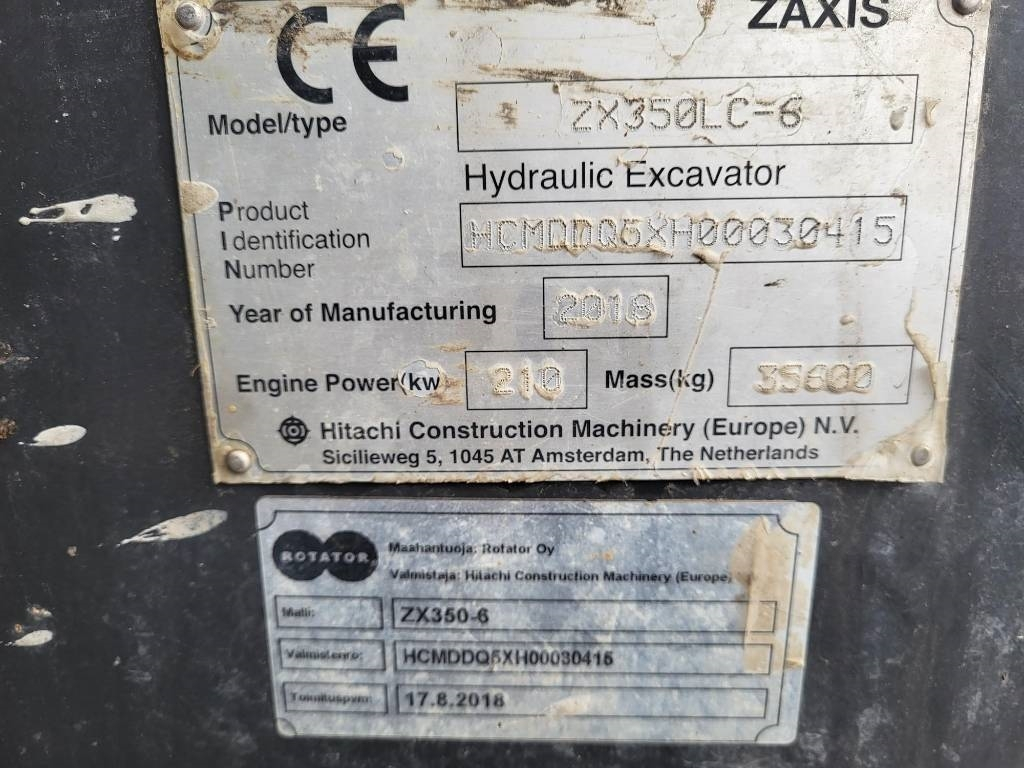 CE
ZAXIS
Model/type ZX350LC-6
Hydraulic Excavator
Product
Identification
Number
HCMDDQ5XH00030415
Year of Manufacturing 2018
Engine Power(kw 210 Mass(kg) 35600
Hitachi Construction Machinery (Europe) N.V.
Sicilieweg 5, 1045 AT Amsterdam, The Netherlands
ROTATOR
Maahantuoja: Rotator Oy
Valmistaja: Hitachi Construction Machinery (Europe)
Malli: ZX350-6
Valmistenro: HCMDDQ5XH00030415
Toimituspvm: 17.8.2018